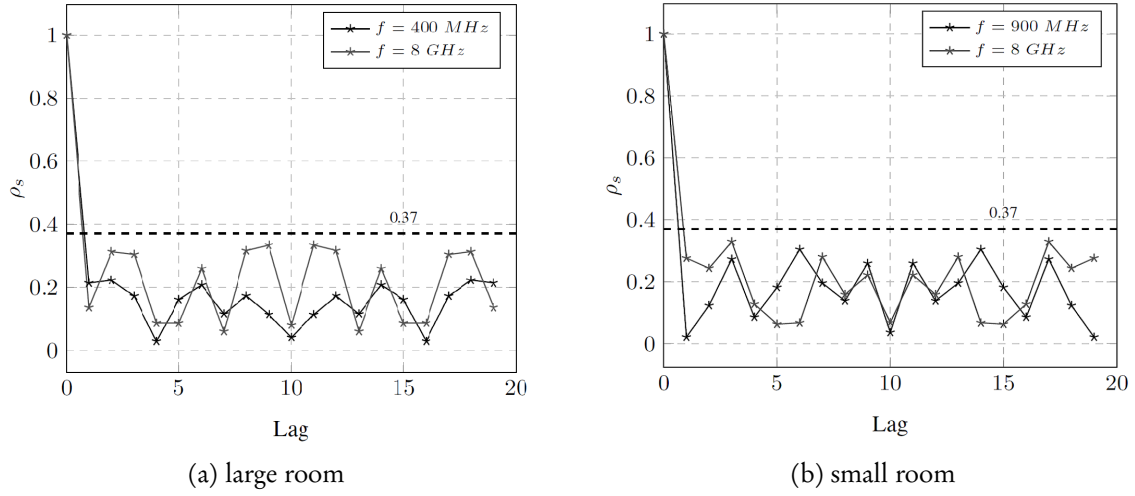 1
0.8
0.6
0.4
0.2
0
ρs
f = 400 MHz
f = 8 GHz
0.37
0 5 10 15 20
Lag
(a) large room
1
0.8
0.6
0.4
0.2
0
ρs
f = 900 MHz
f = 8 GHz
0.37
0 5 10 15 20
Lag
(b) small room